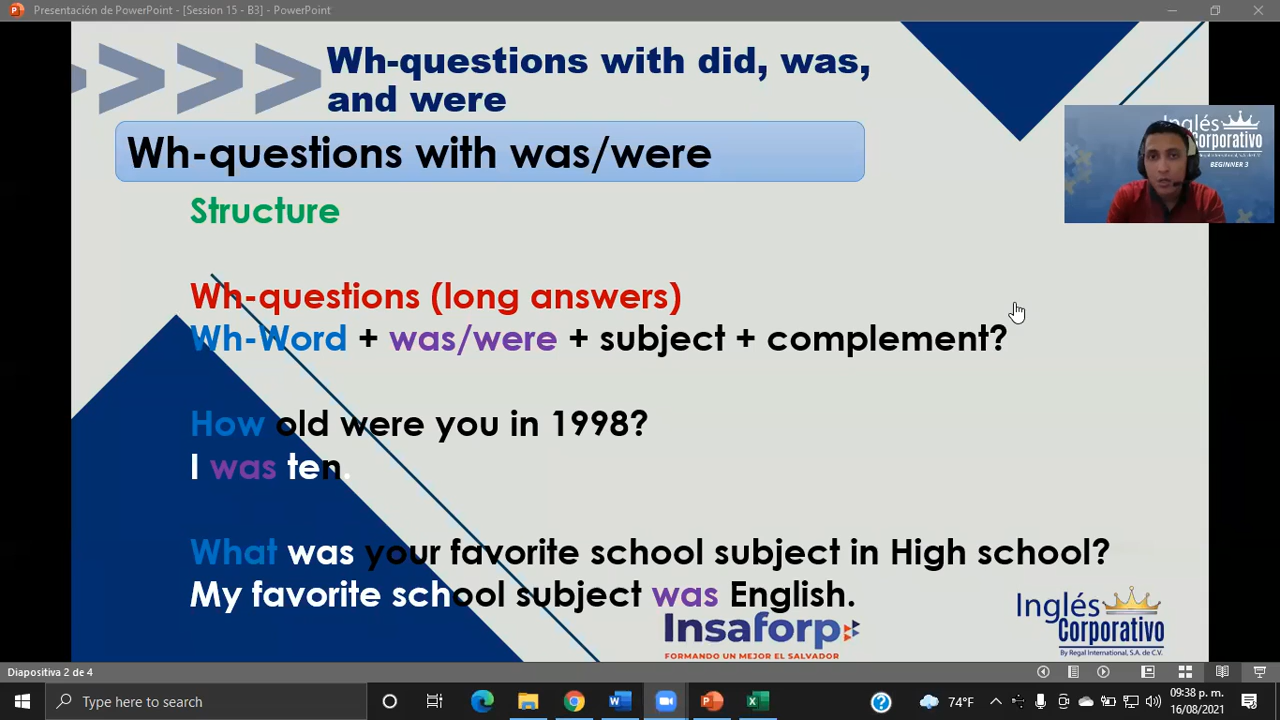 Presentación de PowerPoint - [Session 15 - B3] - PowerPoint
Wh-questions with did, was,
and were
Wh-questions with was/were
Structure
Wh-questions (long answers)
Wh-Word + was/were + subject + complement?
How old were you in 1998?
I was ten.
What was your favorite school subject in High school?
My favorite school subject was English.
Inglés
Corporativo
BEGINNER 3
Insaforp
FORMANDO UN MEJOR EL SALVADOR
Inglés
Corporativo
By Regal International, S.A. de C.V.
Diapositiva 2 de 4
Type here to search
74°F
09:38 p. m.
16/08/2021